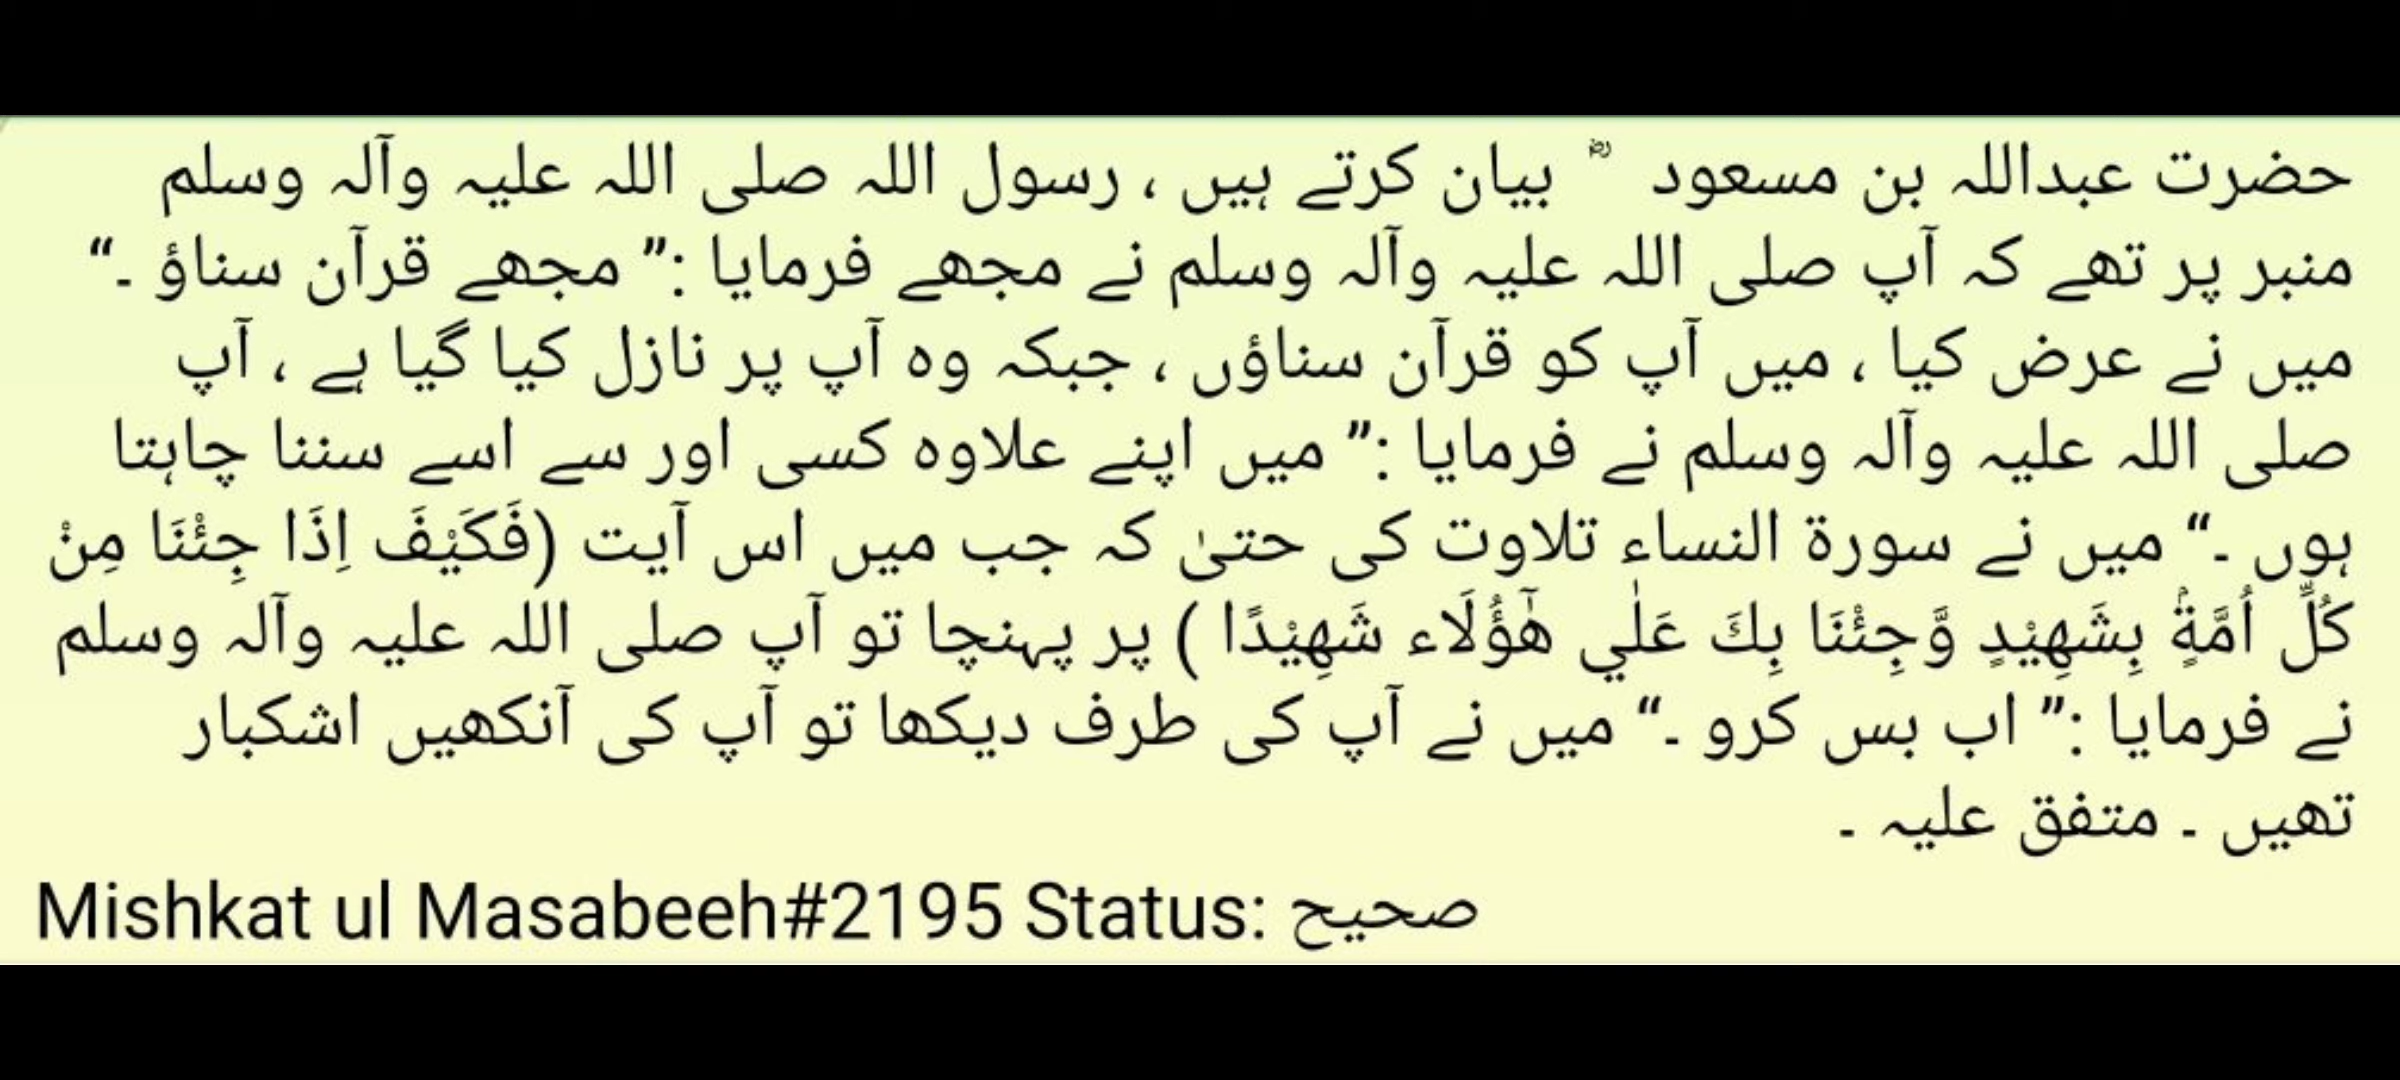 حضرت عبداللہ بن مسعود ؓ بیان کرتے ہیں ، رسول اللہ صلی اللہ علیہ وآلہ وسلم
منبر پر تھے کہ آپ صلی اللہ علیہ وآلہ وسلم نے مجھے فرمایا :’’ مجھے قرآن سناؤ ۔‘‘
میں نے عرض کیا ، میں آپ کو قرآن سناؤں ، جبکہ وہ آپ پر نازل کیا گیا ہے ، آپ
صلی اللہ علیہ وآلہ وسلم نے فرمایا :’’ میں اپنے علاوہ کسی اور سے اسے سننا چاہتا
ہوں ۔‘‘ میں نے سورۃ النساء تلاوت کی حتیٰ کہ جب میں اس آیت (فَکَیْفَ اِذَا جِئْنَا مِنْ
کُلِّ اُمَّةٍۢ بِشَهِیْدٍ وَّجِئْنَا بِكَ عَلٰي هٰٓؤُلَاء شَهِیْدًا ) پر پہنچا تو آپ صلی اللہ علیہ وآلہ وسلم
نے فرمایا :’’ اب بس کرو ۔‘‘ میں نے آپ کی طرف دیکھا تو آپ کی آنکھیں اشکبار
تھیں ۔ متفق علیہ ۔
Mishkat ul Masabeeh#2195 Status: صحیح